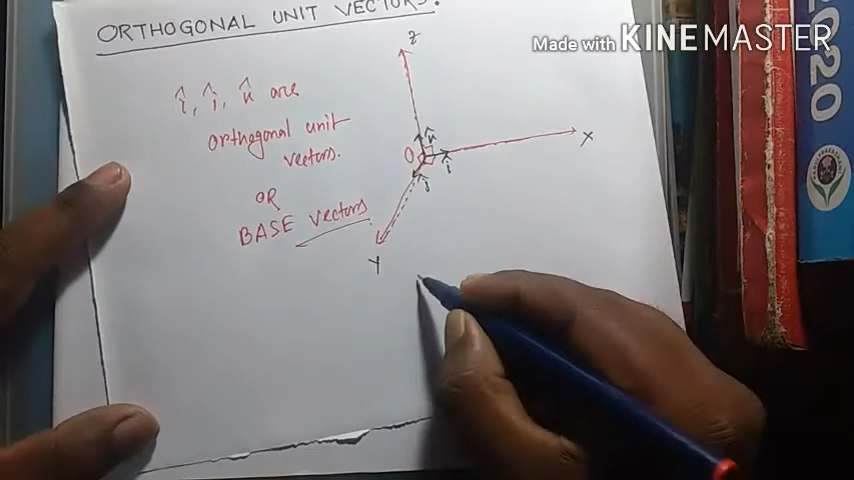 ORTHOGONAL UNIT VECTORS:
Made with KINEMASTER
î, ĵ, k̂ are
orthogonal unit
vectors.
OR
BASE vectors
Z
k̂
O
î
X
ĵ
Y
2020